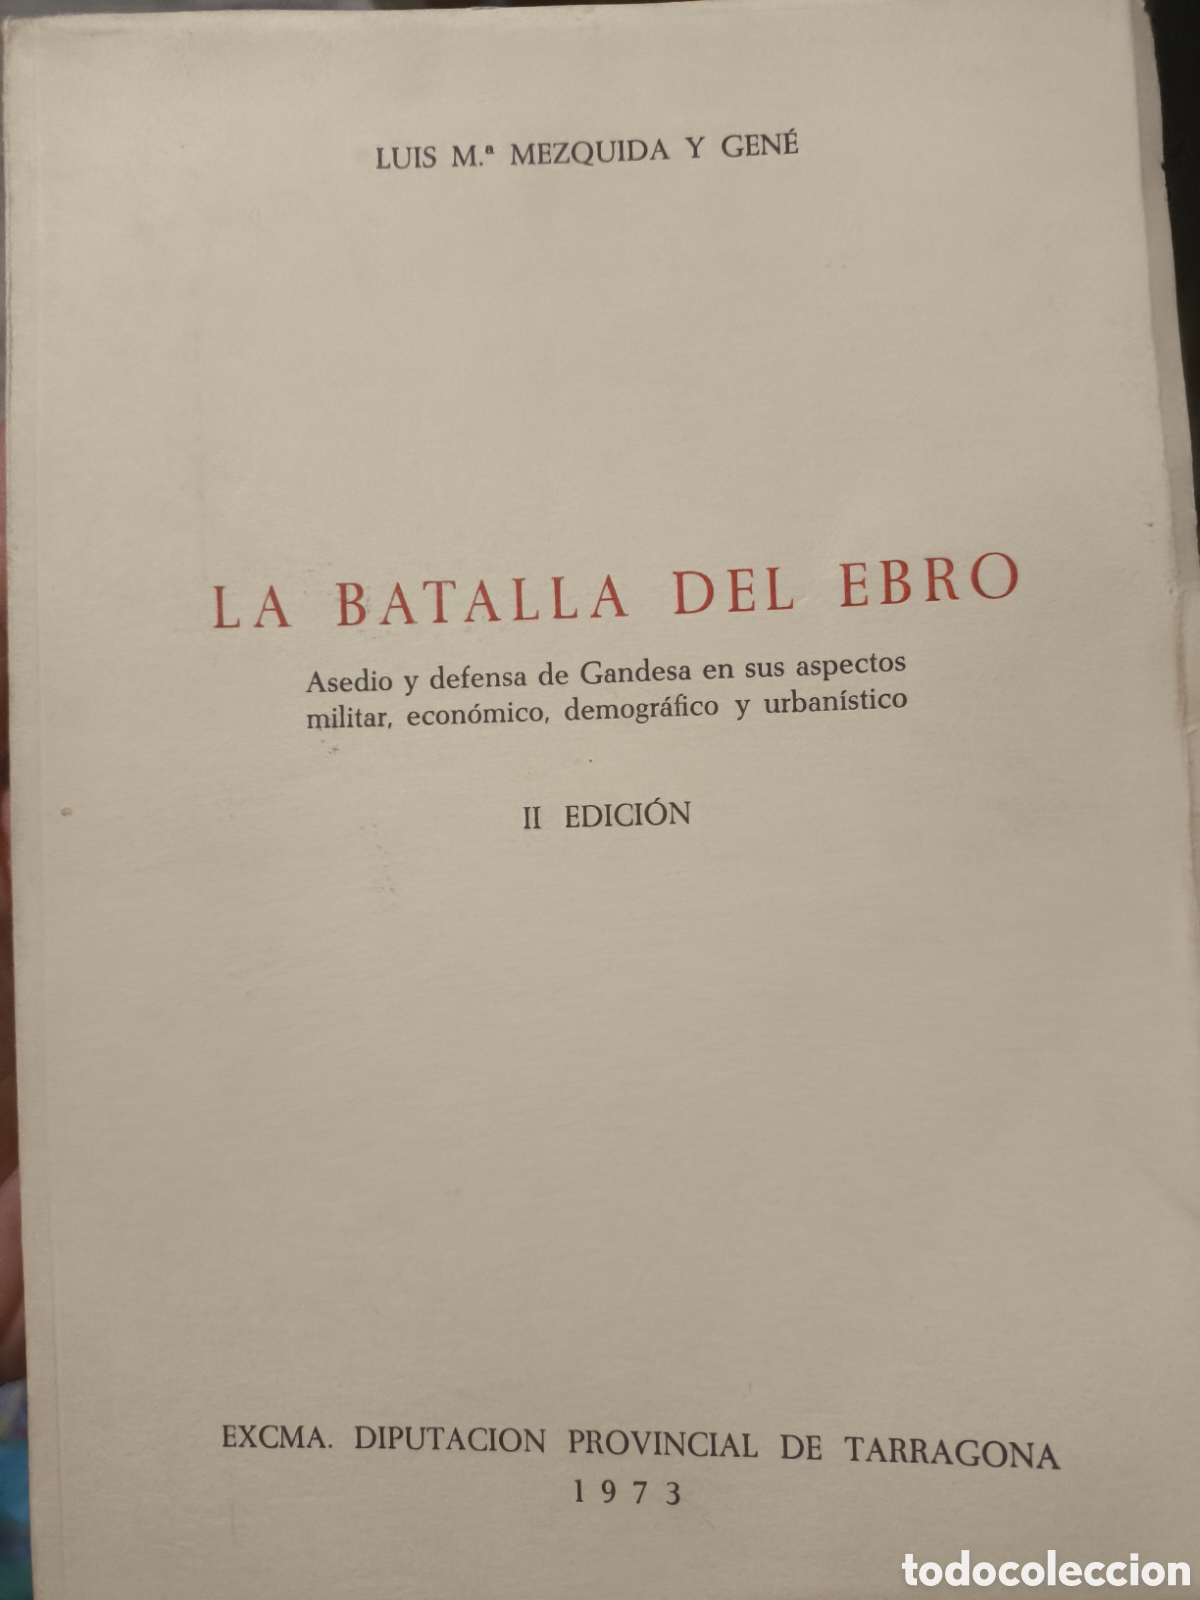 LUIS M.ª MEZQUIDA Y GENÉ
LA BATALLA DEL EBRO
Asedio y defensa de Gandesa en sus aspectos
militar, económico, demográfico y urbanístico
II EDICIÓN
EXCMA. DIPUTACION PROVINCIAL DE TARRAGONA
1973
todocoleccion